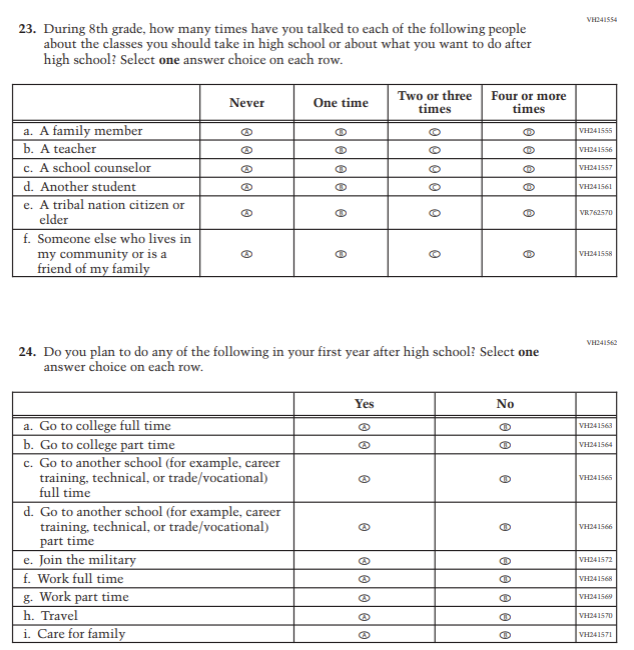 VH241554
23. During 8th grade, how many times have you talked to each of the following people
about the classes you should take in high school or about what you want to do after
high school? Select one answer choice on each row.
Never One time Two or three times Four or more times
a. A family member Ⓐ Ⓑ Ⓒ Ⓓ VH241555
b. A teacher Ⓐ Ⓑ Ⓒ Ⓓ VH241556
c. A school counselor Ⓐ Ⓑ Ⓒ Ⓓ VH241557
d. Another student Ⓐ Ⓑ Ⓒ Ⓓ VH241561
e. A tribal nation citizen or
elder Ⓐ Ⓑ Ⓒ Ⓓ VR762570
f. Someone else who lives in
my community or is a Ⓐ Ⓑ Ⓒ Ⓓ VH241558
friend of my family
VH241562
24. Do you plan to do any of the following in your first year after high school? Select one
answer choice on each row.
Yes No
a. Go to college full time Ⓐ Ⓑ VH241563
b. Go to college part time Ⓐ Ⓑ VH241564
c. Go to another school (for example, career
training, technical, or trade/vocational) Ⓐ Ⓑ VH241565
full time
d. Go to another school (for example, career
training, technical, or trade/vocational) Ⓐ Ⓑ VH241566
part time
e. Join the military Ⓐ Ⓑ VH241572
f. Work full time Ⓐ Ⓑ VH241568
g. Work part time Ⓐ Ⓑ VH241569
h. Travel Ⓐ Ⓑ VH241570
i. Care for family Ⓐ Ⓑ VH241571